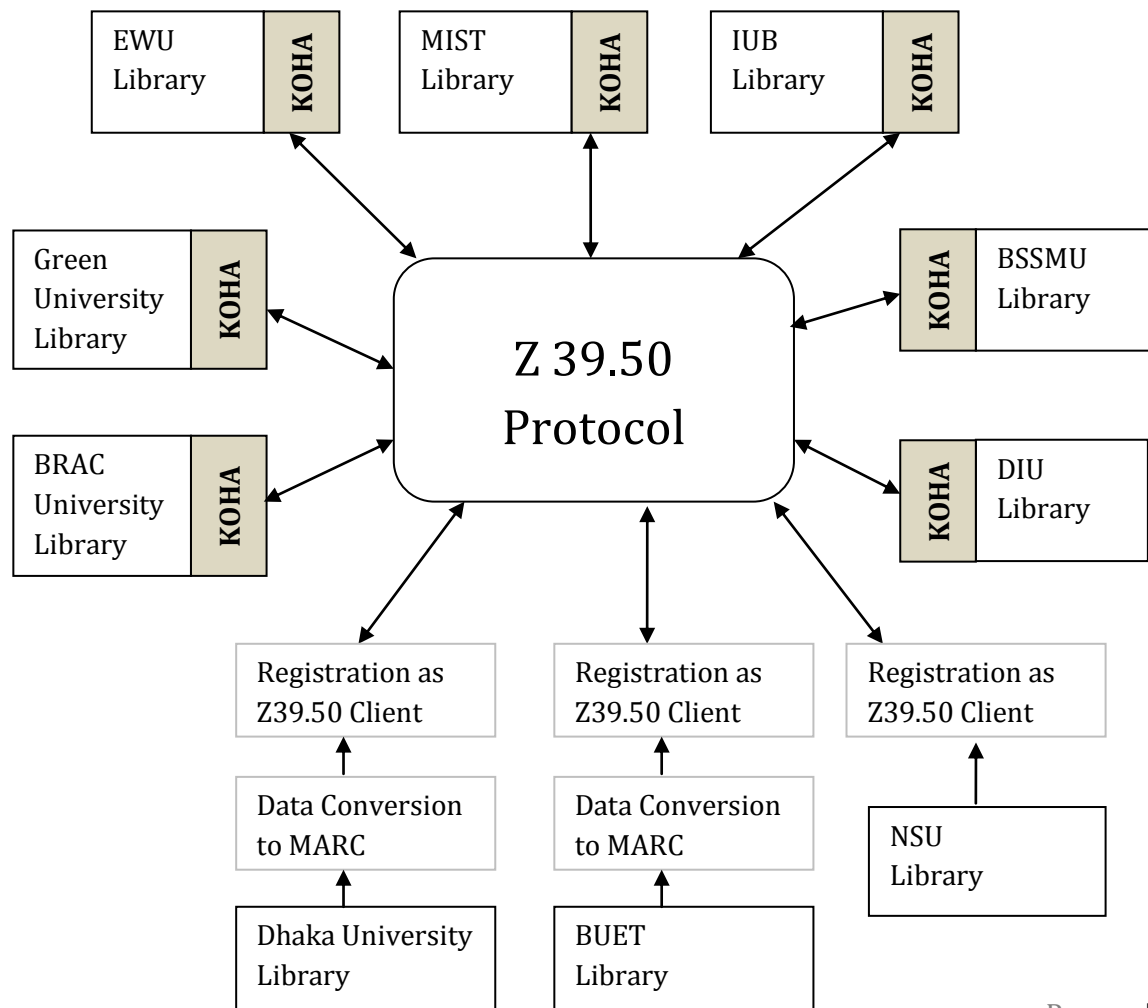 EWU
Library
KOHA
MIST
Library
KOHA
IUB
Library
KOHA
Green
University
Library
KOHA
KOHA
BSSMU
Library
Z 39.50
Protocol
BRAC
University
Library
KOHA
KOHA
DIU
Library
Registration as
Z39.50 Client
Registration as
Z39.50 Client
Registration as
Z39.50 Client
Data Conversion
to MARC
Data Conversion
to MARC
NSU
Library
Dhaka University
Library
BUET
Library